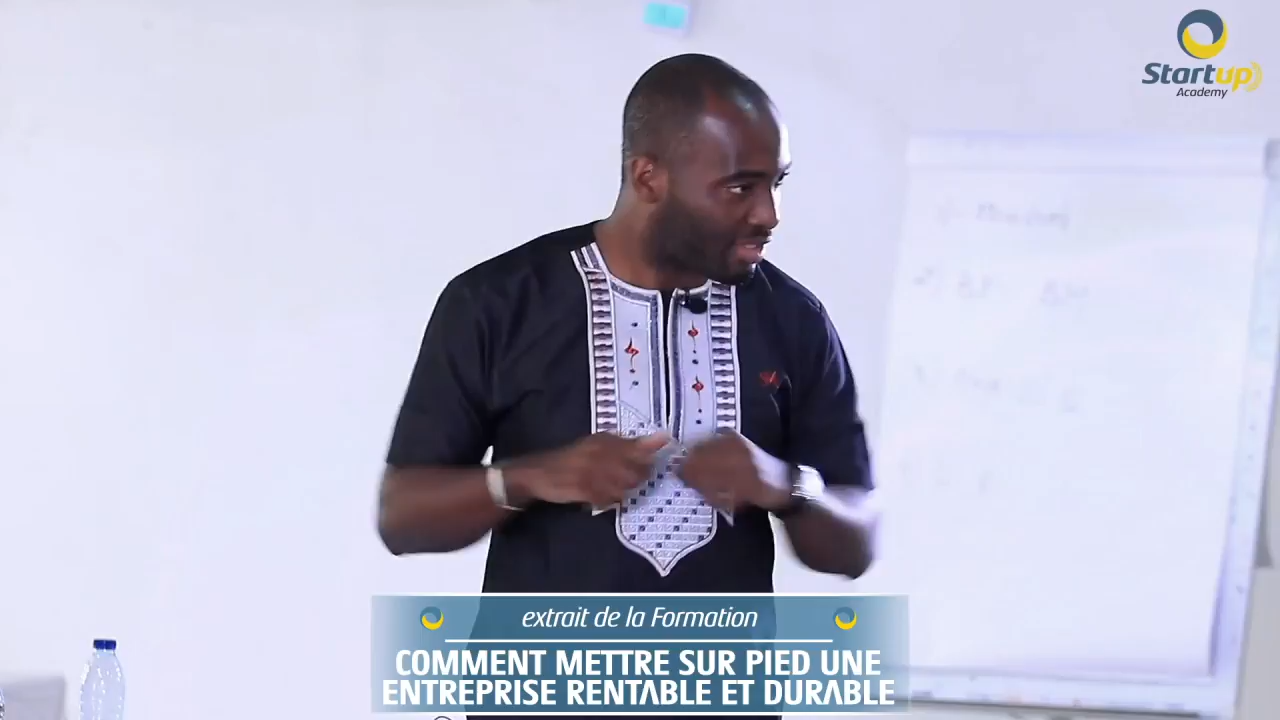 Startup
Academy
extrait de la Formation
COMMENT METTRE SUR PIED UNE
ENTREPRISE RENTABLE ET DURABLE